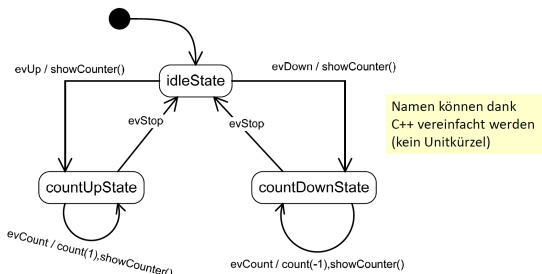 evUp / showCounter()
evDown / showCounter()
idleState
Namen können dank
C++ vereinfacht werden
(kein Unitkürzel)
evStop
evStop
countUpState
countDownState
evCount / count(1),showCounter()
evCount / count(-1),showCounter()